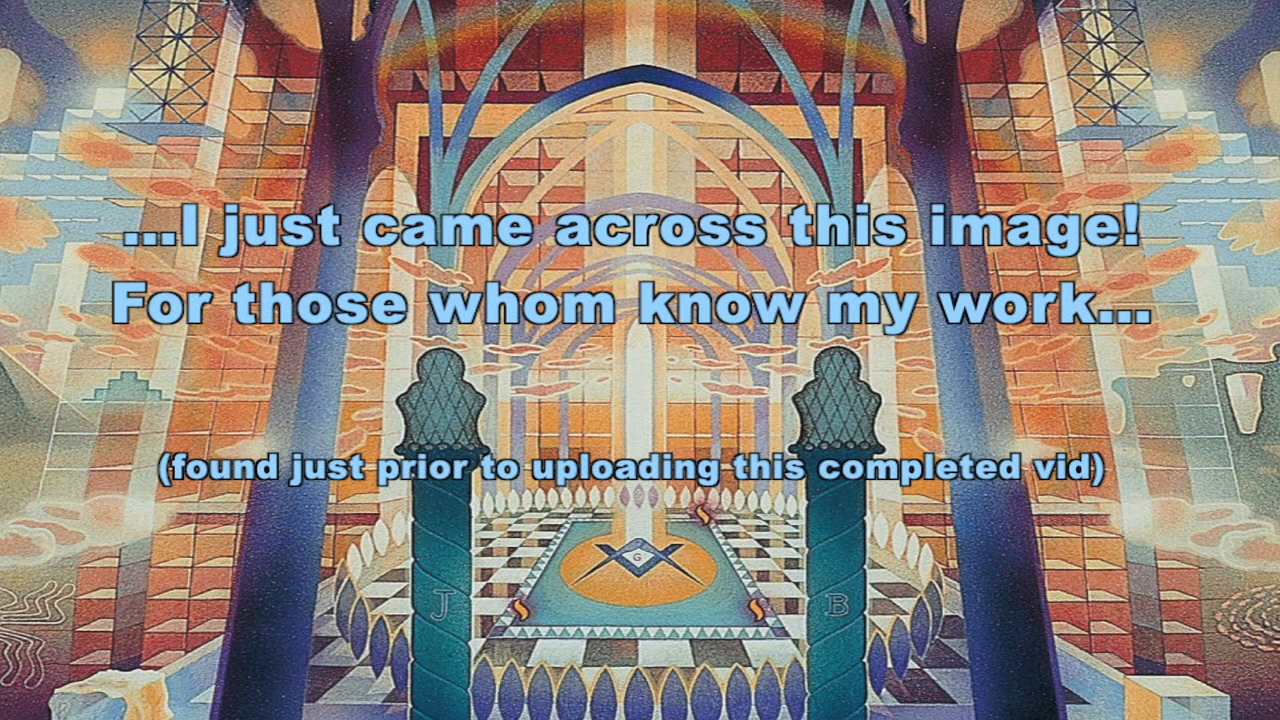 ...I just came across this image!
For those whom know my work...
(found just prior to uploading this completed vid)
G
J
B